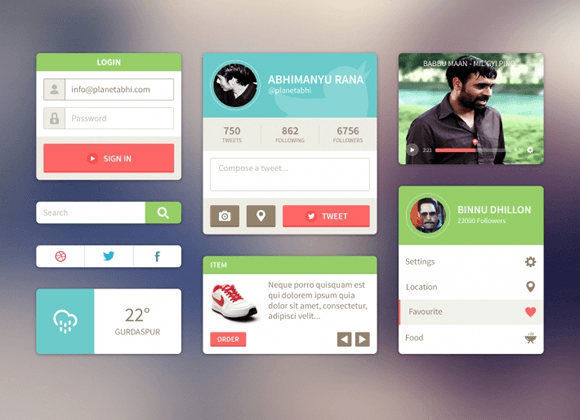 LOGIN
info@planetabhi.com
Password
SIGN IN
Search
22°
GURDASPUR
ABHIMANYU RANA
@planetabhi
750 862 6756
TWEETS FOLLOWING FOLLOWERS
Compose a tweet...
TWEET
ITEM
Neque porro quisquam est
qui dolorem ipsum quia
dolor sit amet, consectetur,
adipisci velit...
ORDER
BABBU MAAN - MIL GYI PIND
2:21
BINNU DHILLON
22000 Followers
Settings
Location
Favourite
Food